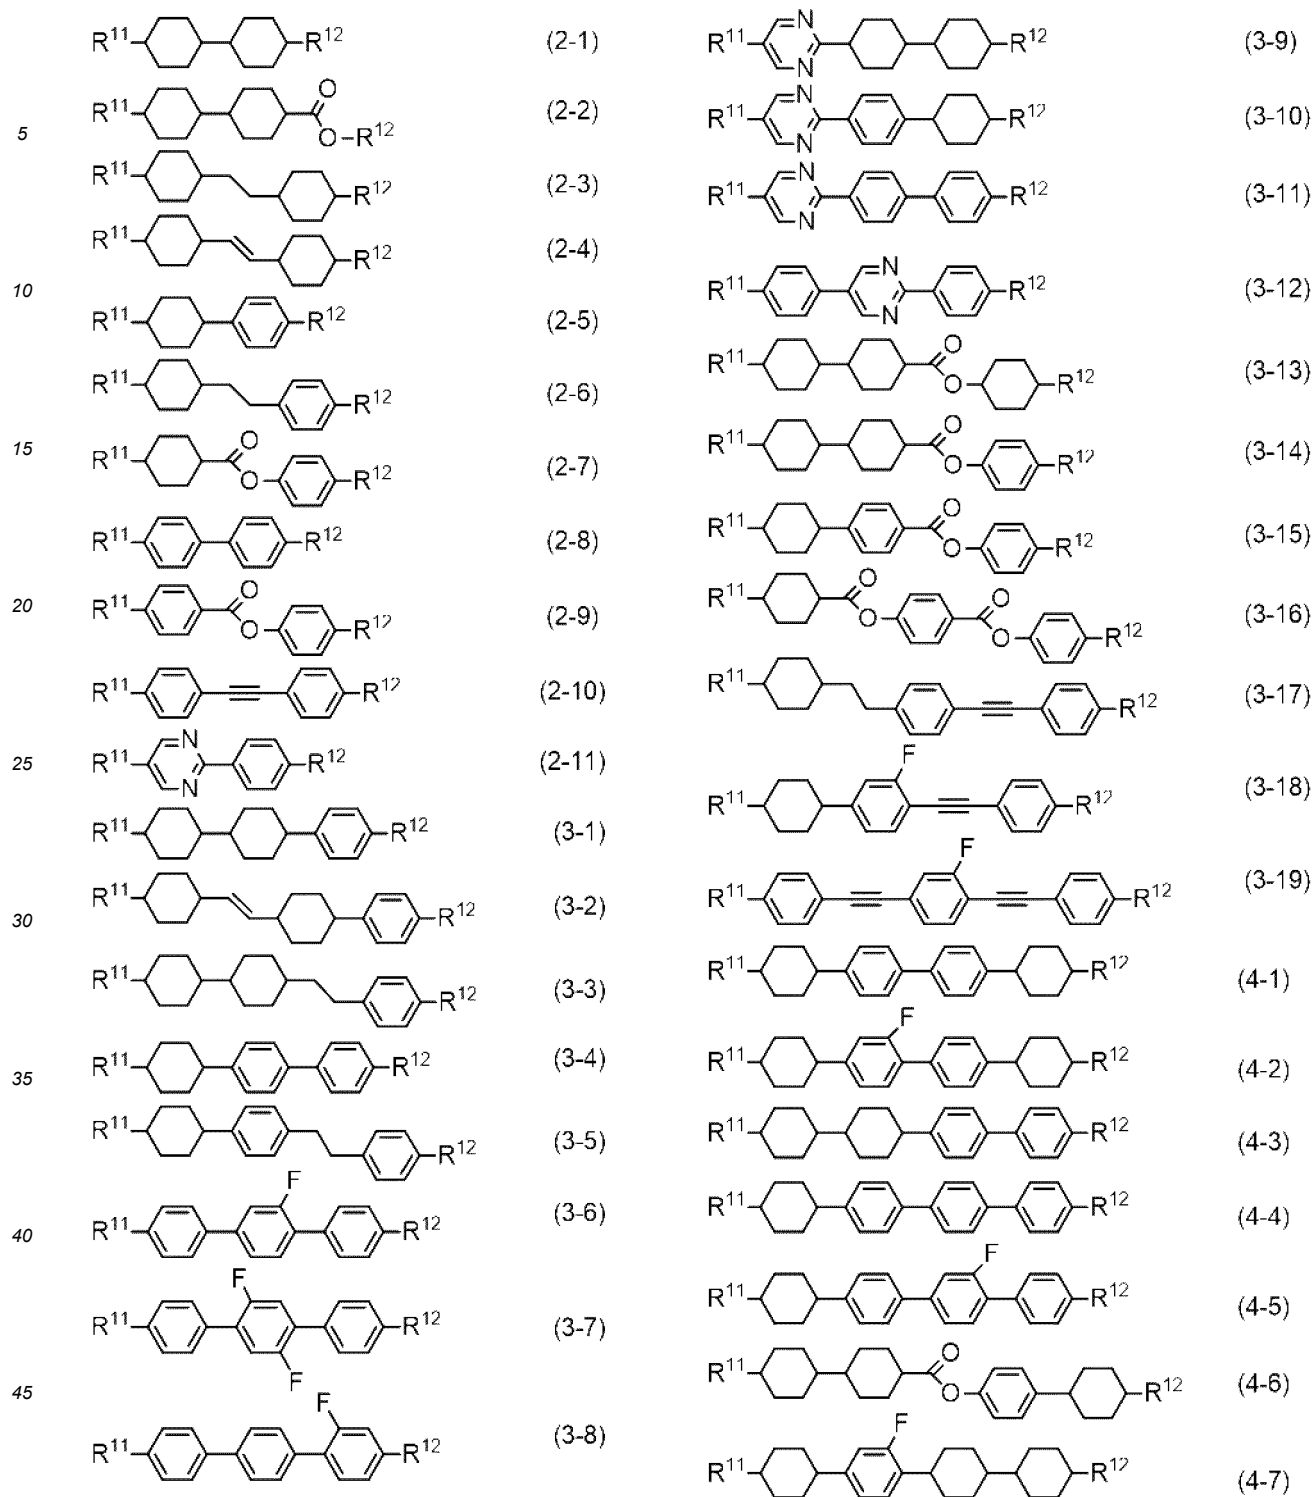 R¹¹ R¹² (2-1)
O
R¹¹ O R¹² (2-2)
5
R¹¹ R¹² (2-3)
R¹¹ R¹² (2-4)
10
R¹¹ R¹² (2-5)
R¹¹ R¹² (2-6)
15
O
R¹¹ O R¹² (2-7)
R¹¹ R¹² (2-8)
20
O
R¹¹ O R¹² (2-9)
R¹¹ R¹² (2-10)
25
N
R¹¹ R¹² (2-11)
N
R¹¹ R¹² (3-1)
30
R¹¹ R¹² (3-2)
R¹¹ R¹² (3-3)
35
R¹¹ R¹² (3-4)
R¹¹ R¹² (3-5)
40
F
R¹¹ R¹² (3-6)
F
R¹¹ R¹² (3-7)
F
45
F
R¹¹ R¹² (3-8)
N
R¹¹ R¹² (3-9)
N
N
R¹¹ R¹² (3-10)
N
N
R¹¹ R¹² (3-11)
N
N
R¹¹ R¹² (3-12)
N
O
R¹¹ O R¹² (3-13)
O
R¹¹ O R¹² (3-14)
O
R¹¹ O R¹² (3-15)
O
R¹¹ O O O R¹² (3-16)
R¹¹ R¹² (3-17)
F
R¹¹ R¹² (3-18)
F
R¹¹ R¹² (3-19)
R¹¹ R¹² (4-1)
F
R¹¹ R¹² (4-2)
R¹¹ R¹² (4-3)
R¹¹ R¹² (4-4)
F
R¹¹ R¹² (4-5)
O
R¹¹ O R¹² (4-6)
F
R¹¹ R¹² (4-7)